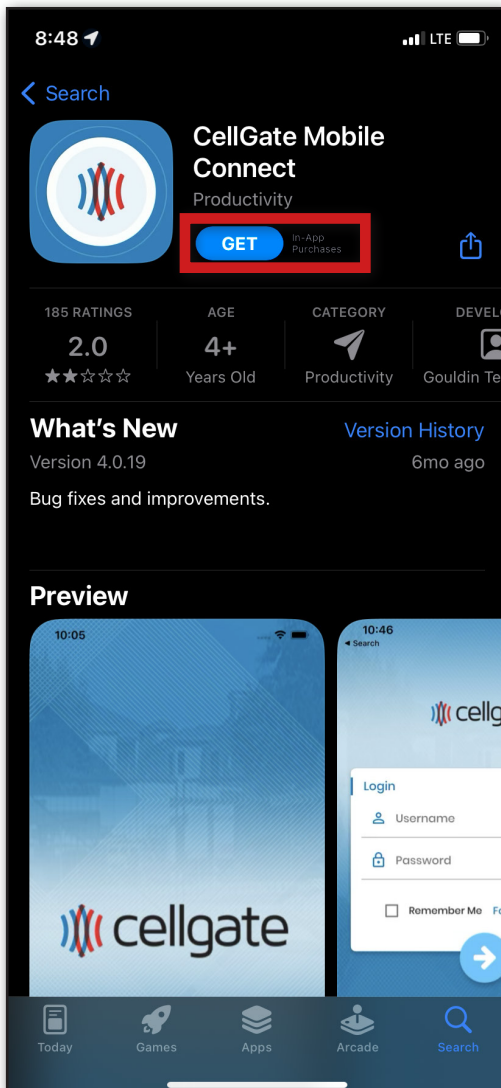 8:48
LTE
Search
CellGate Mobile
Connect
Productivity
GET
In-App
Purchases
185 RATINGS
AGE
CATEGORY
2.0
4+
Years Old
Productivity
Gouldin
What's New
Version History
Version 4.0.19
6mo ago
Bug fixes and improvements.
Preview
10:05
cellgate
10:46
Search
Login
Username
Password
Remember Me
Today
Games
Apps
Arcade
Search